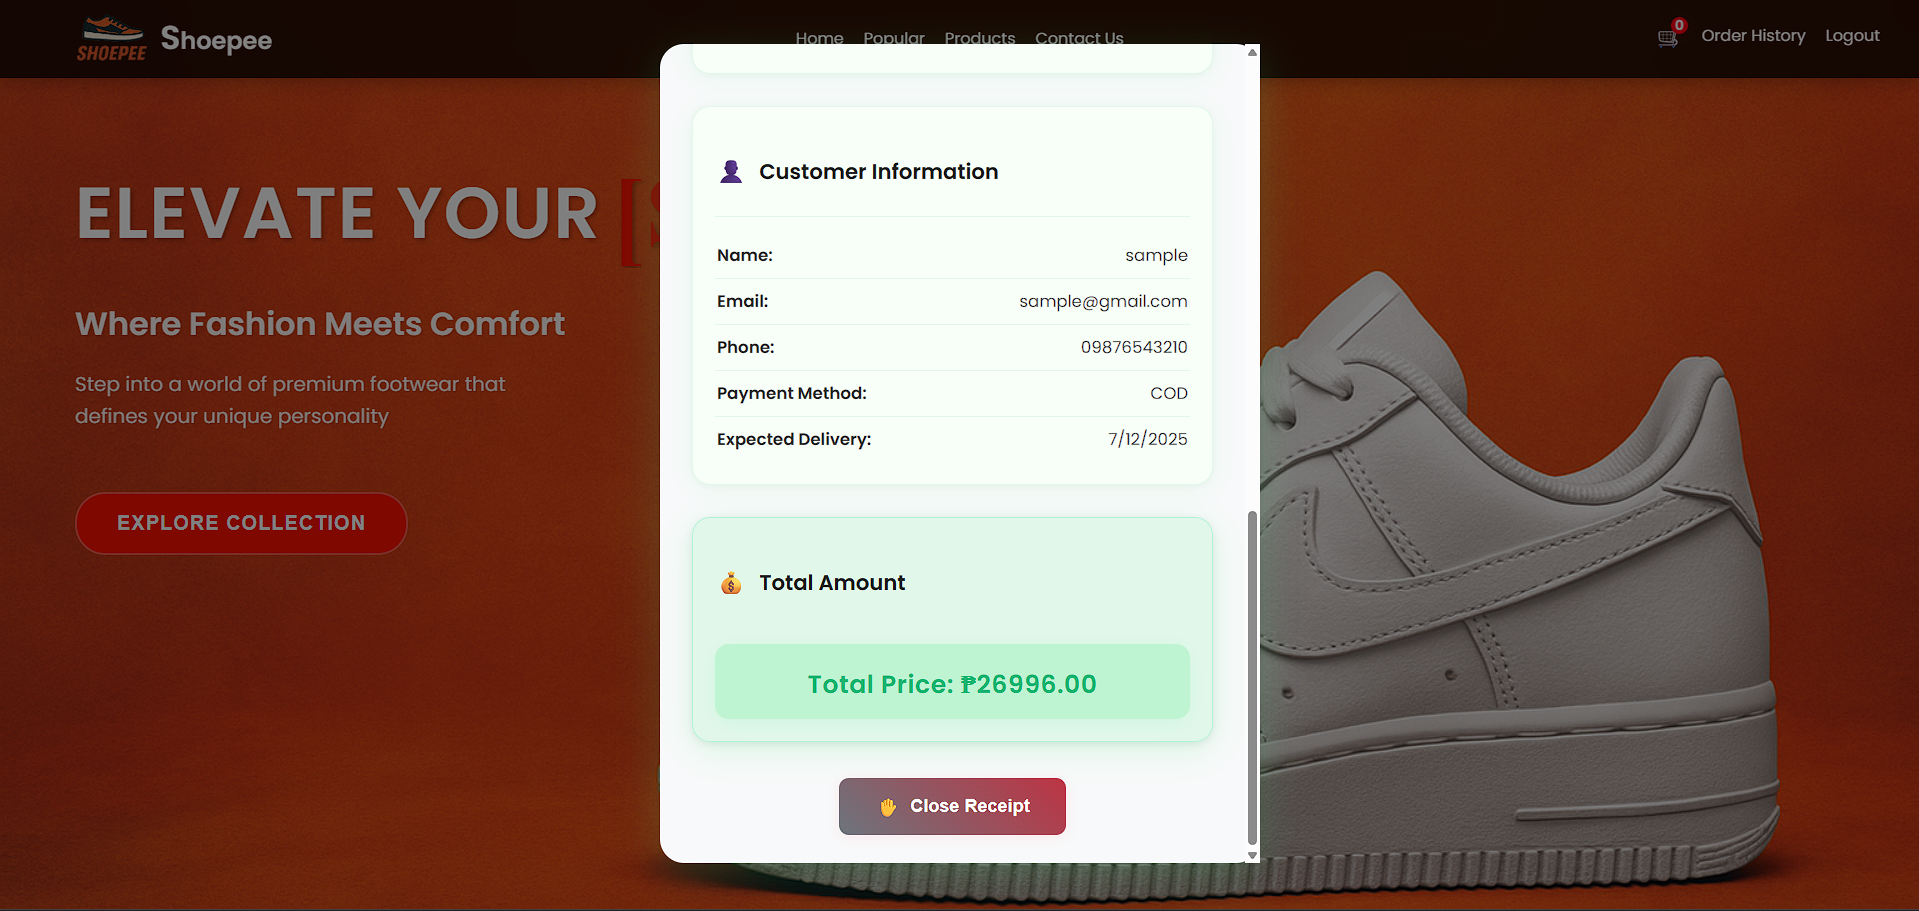 SHOEPEE
Shoepee
Home Popular Products Contact Us
0
Order History Logout
ELEVATE YOUR [
Where Fashion Meets Comfort
Step into a world of premium footwear that
defines your unique personality
EXPLORE COLLECTION
Customer Information
Name: sample
Email: sample@gmail.com
Phone: 09876543210
Payment Method: COD
Expected Delivery: 7/12/2025
Total Amount
Total Price: ₱26996.00
Close Receipt